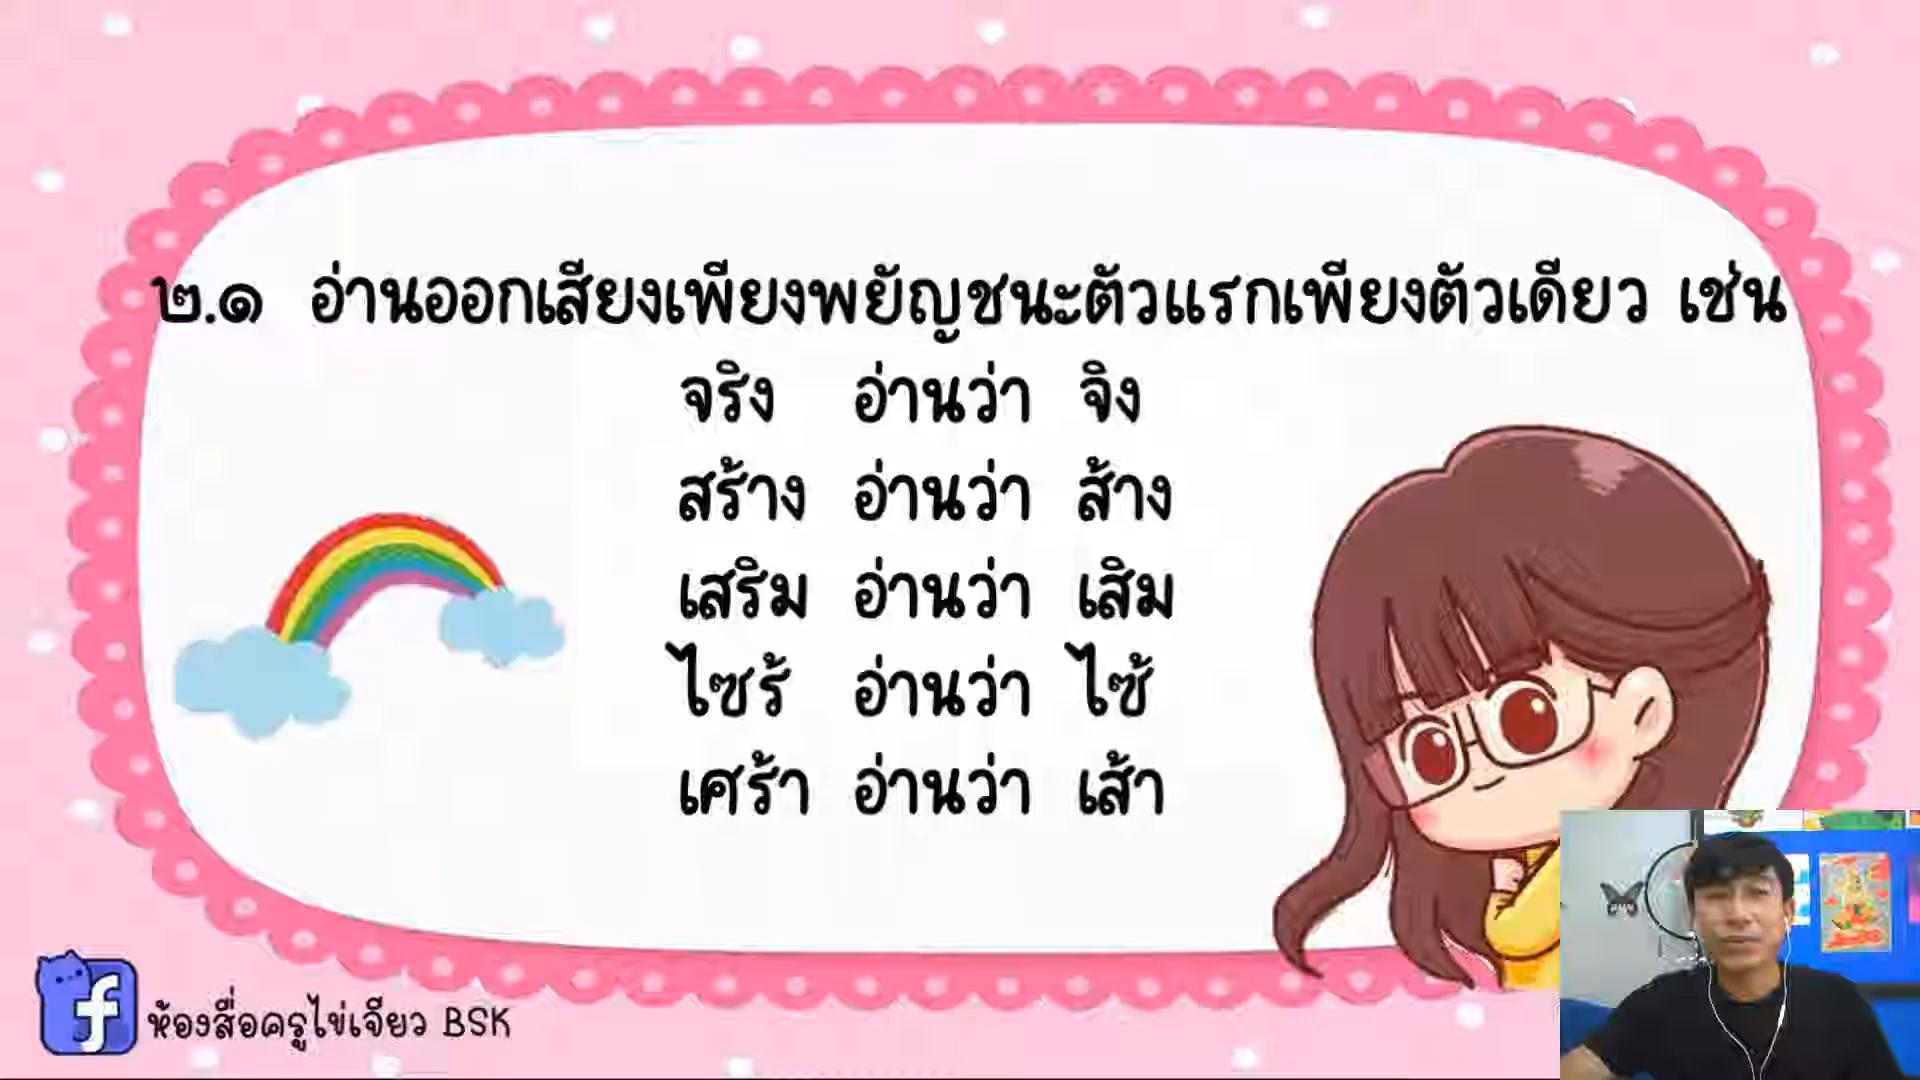 ๒.๑ อ่านออกเสียงเพียงพยัญชนะตัวแรกเพียงตัวเดียว เช่น
จริง อ่านว่า จิง
สร้าง อ่านว่า ส้าง
เสริม อ่านว่า เสิม
ไซร้ อ่านว่า ไซ้
เศร้า อ่านว่า เส้า
f ห้องสื่อครูไข่เจียว BSK